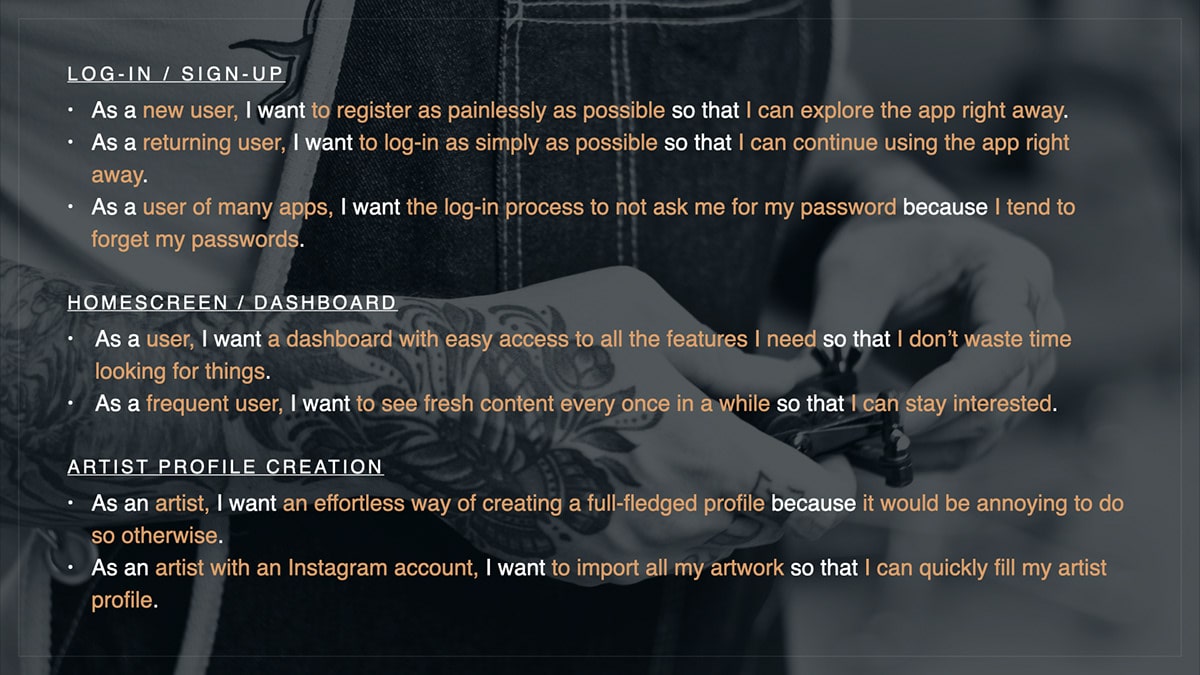 LOG-IN / SIGN-UP
• As a new user, I want to register as painlessly as possible so that I can explore the app right away.
• As a returning user, I want to log-in as simply as possible so that I can continue using the app right
away.
• As a user of many apps, I want the log-in process to not ask me for my password because I tend to
forget my passwords.
HOMESCREEN / DASHBOARD
• As a user, I want a dashboard with easy access to all the features I need so that I don’t waste time
looking for things.
• As a frequent user, I want to see fresh content every once in a while so that I can stay interested.
ARTIST PROFILE CREATION
• As an artist, I want an effortless way of creating a full-fledged profile because it would be annoying to do
so otherwise.
• As an artist with an Instagram account, I want to import all my artwork so that I can quickly fill my artist
profile.